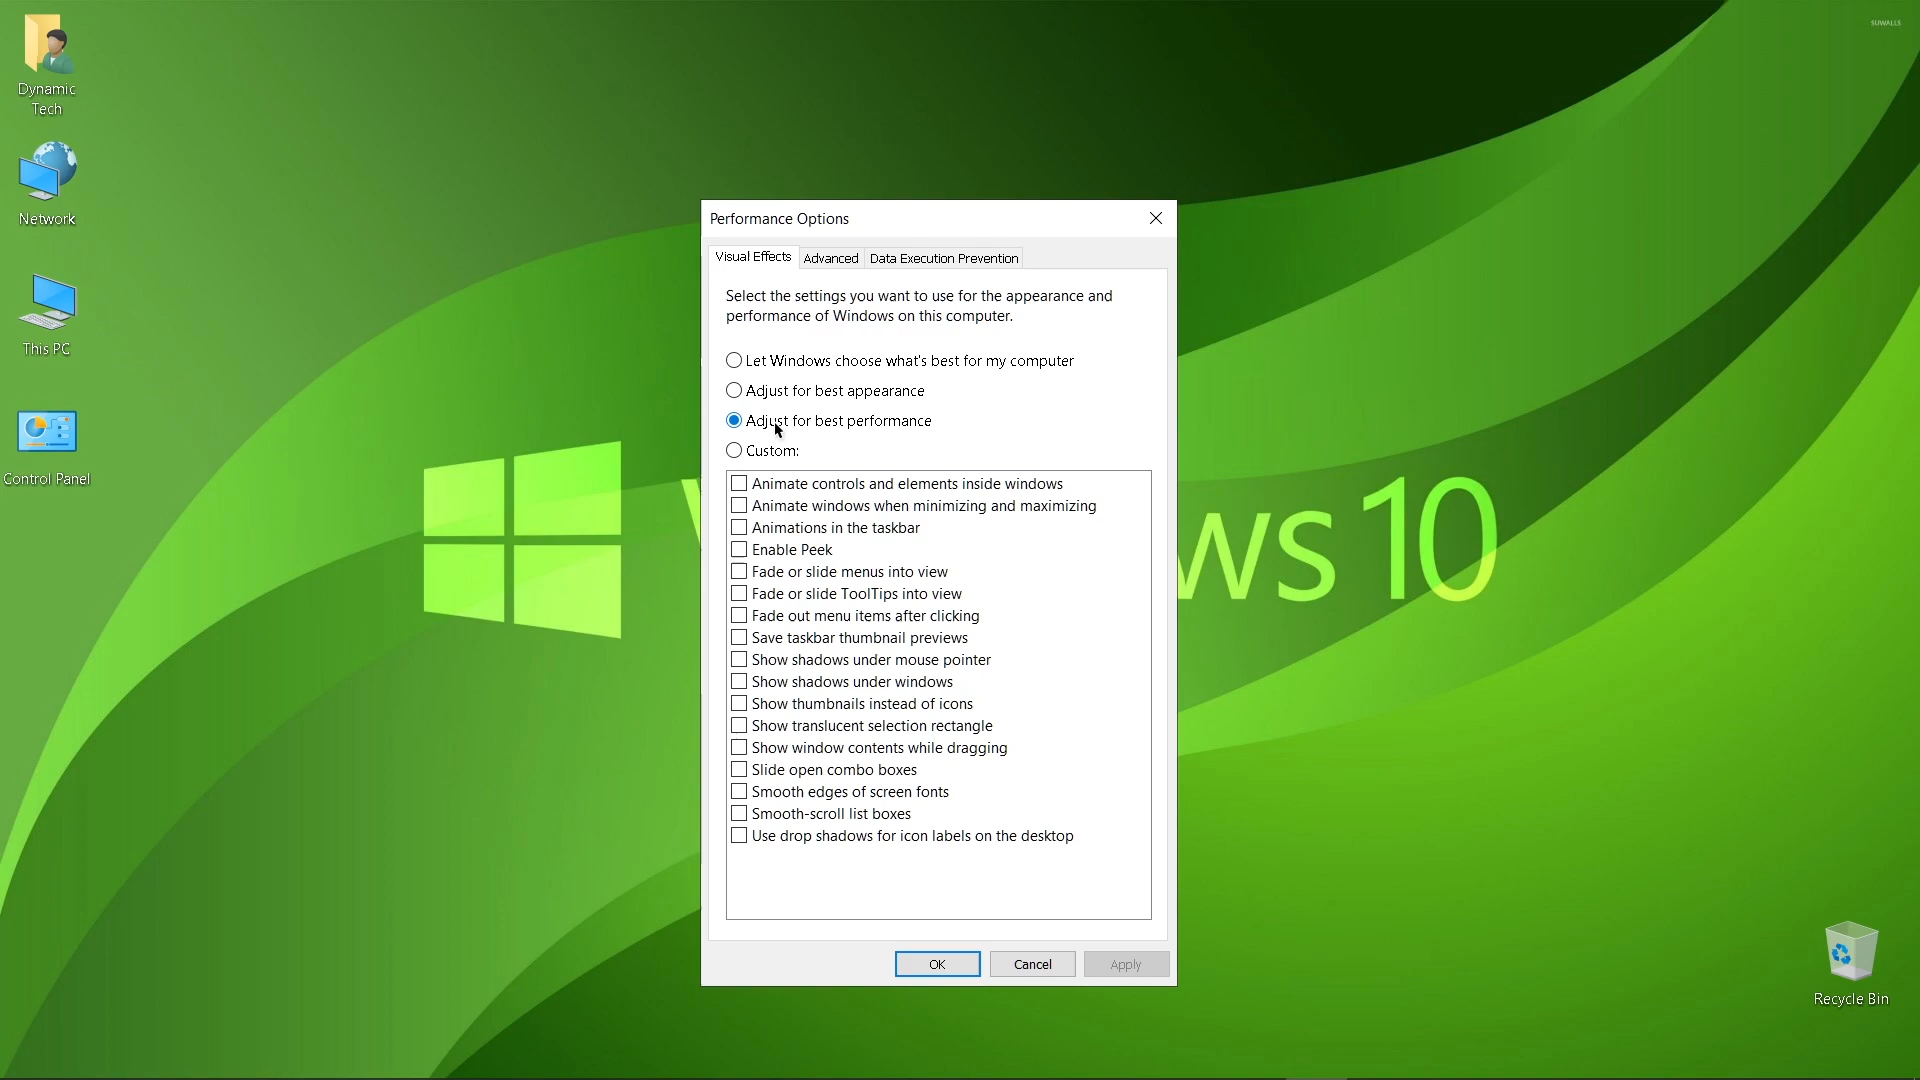 SUWALLS
Dynamic
Tech
Network
This PC
Control Panel
Performance Options
Visual Effects
Advanced
Data Execution Prevention
Select the settings you want to use for the appearance and
performance of Windows on this computer.
Let Windows choose what's best for my computer
Adjust for best appearance
Adjust for best performance
Custom:
Animate controls and elements inside windows
Animate windows when minimizing and maximizing
Animations in the taskbar
Enable Peek
Fade or slide menus into view
Fade or slide ToolTips into view
Fade out menu items after clicking
Save taskbar thumbnail previews
Show shadows under mouse pointer
Show shadows under windows
Show thumbnails instead of icons
Show translucent selection rectangle
Show window contents while dragging
Slide open combo boxes
Smooth edges of screen fonts
Smooth-scroll list boxes
Use drop shadows for icon labels on the desktop
OK
Cancel
Apply
ws 10
Recycle Bin